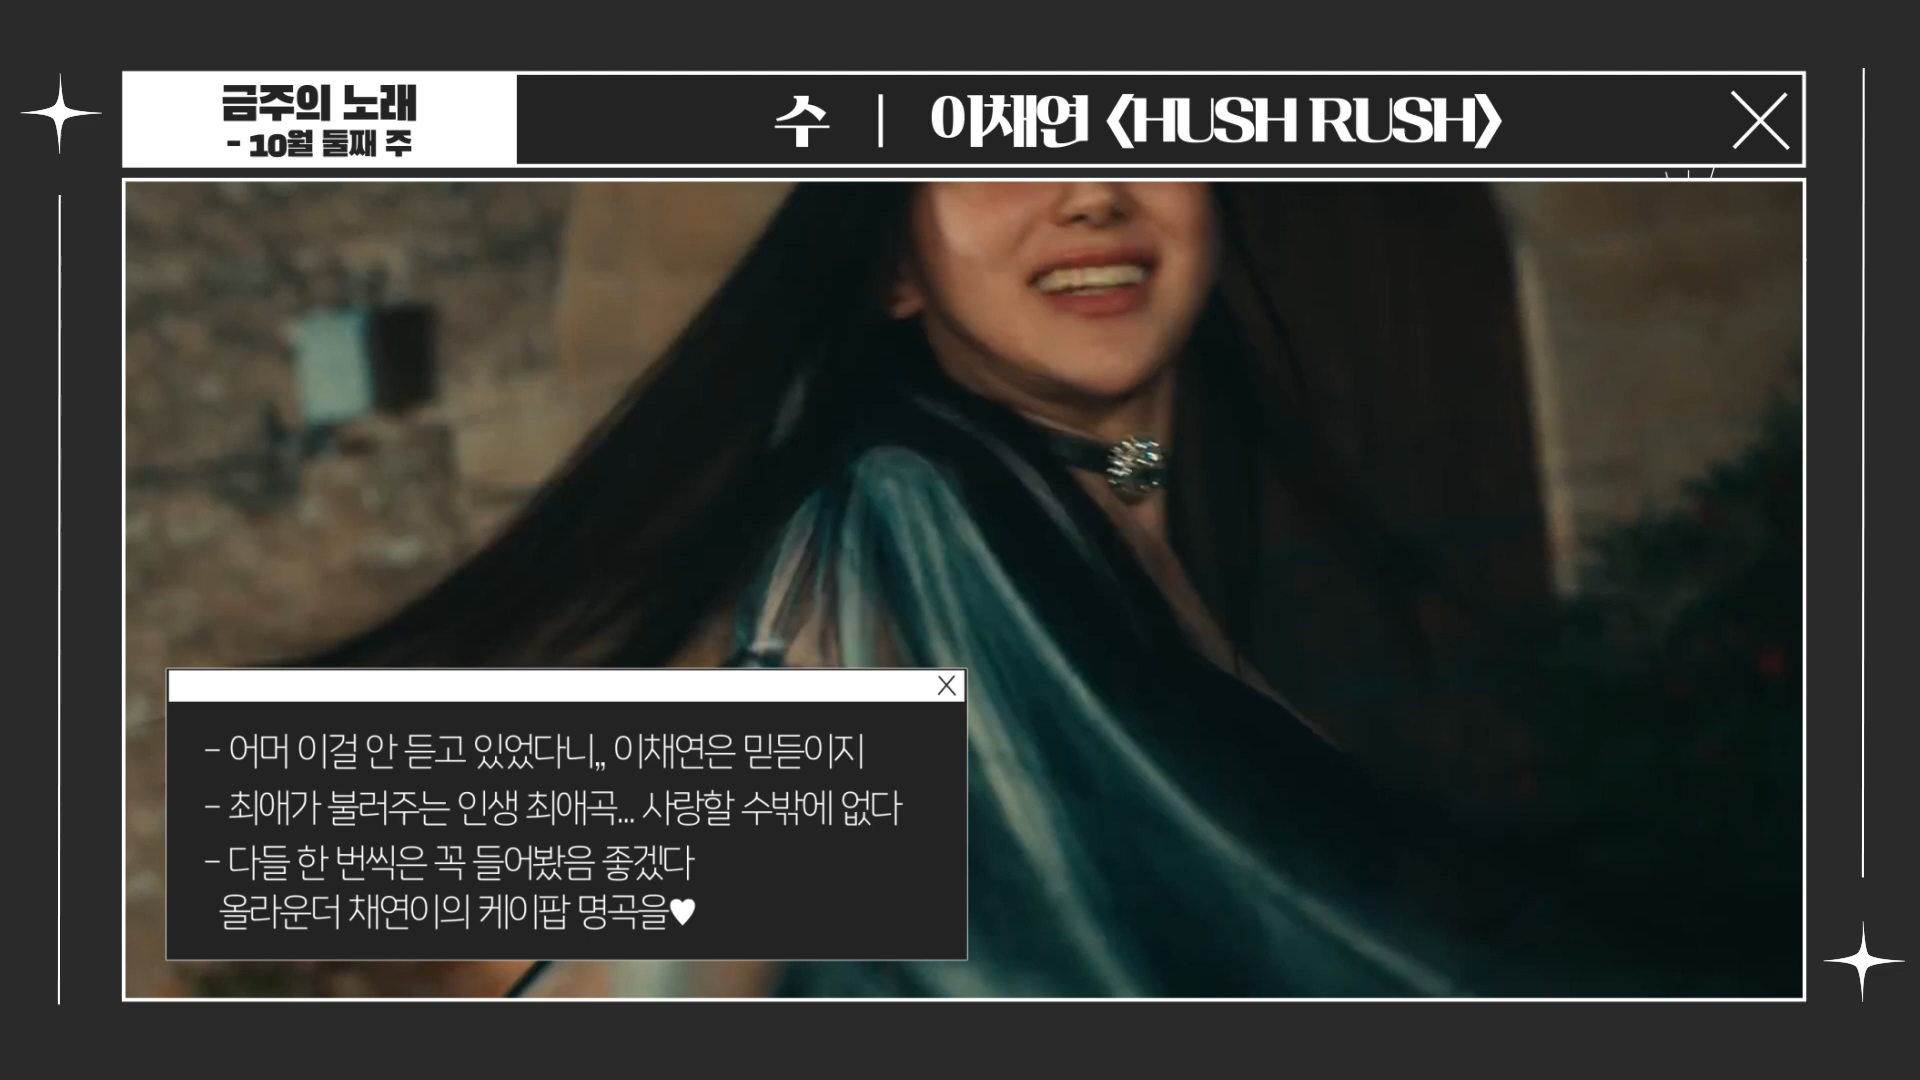 금주의 노래
- 10월 둘째 주
수 | 이채연 《HUSH RUSH》
- 어머 이걸 안 듣고 있었다니,, 이채연은 믿듣이지
- 최애가 불러주는 인생 최애곡... 사랑할 수밖에 없다
- 다들 한 번씩은 꼭 들어봤음 좋겠다
올라운더 채연이의 케이팝 명곡을♥